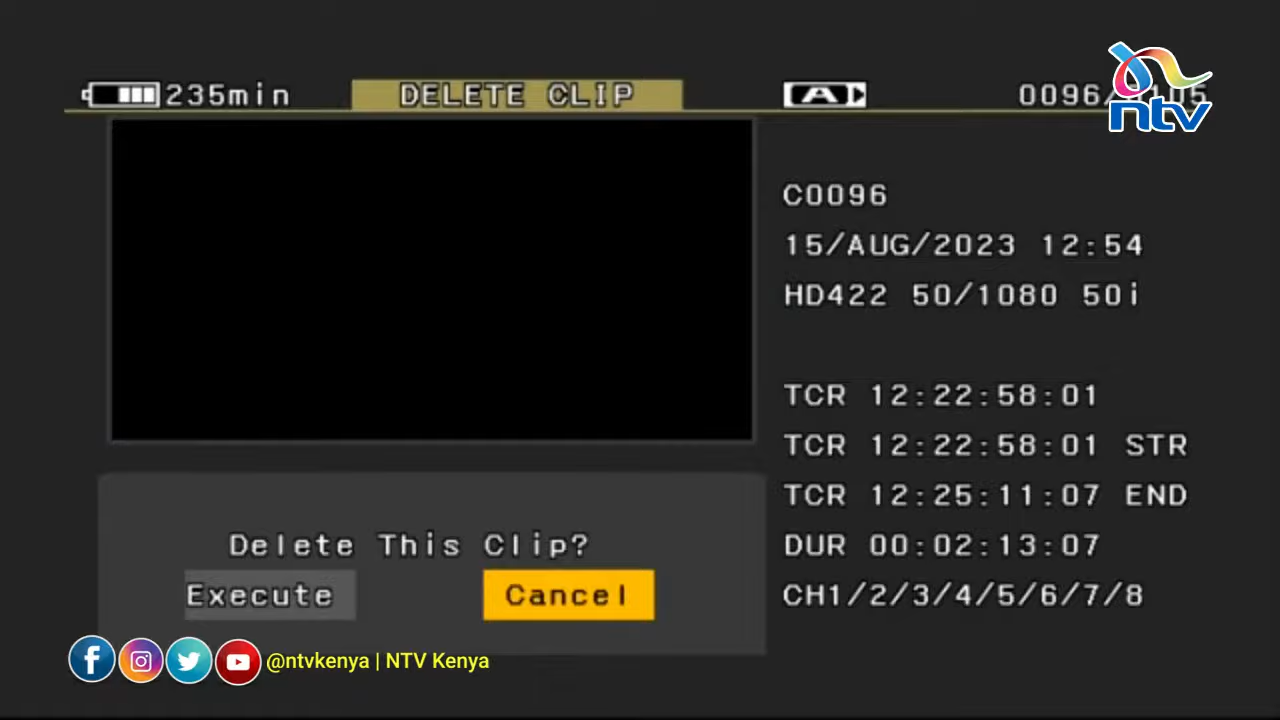 235min
DELETE CLIP
A
0096/
ntv
C0096
15/AUG/2023 12:54
HD422 50/1080 50i
TCR 12:22:58:01
TCR 12:22:58:01 STR
TCR 12:25:11:07 END
DUR 00:02:13:07
CH1/2/3/4/5/6/7/8
Delete This Clip?
Execute
Cancel
@ntvkenya | NTV Kenya